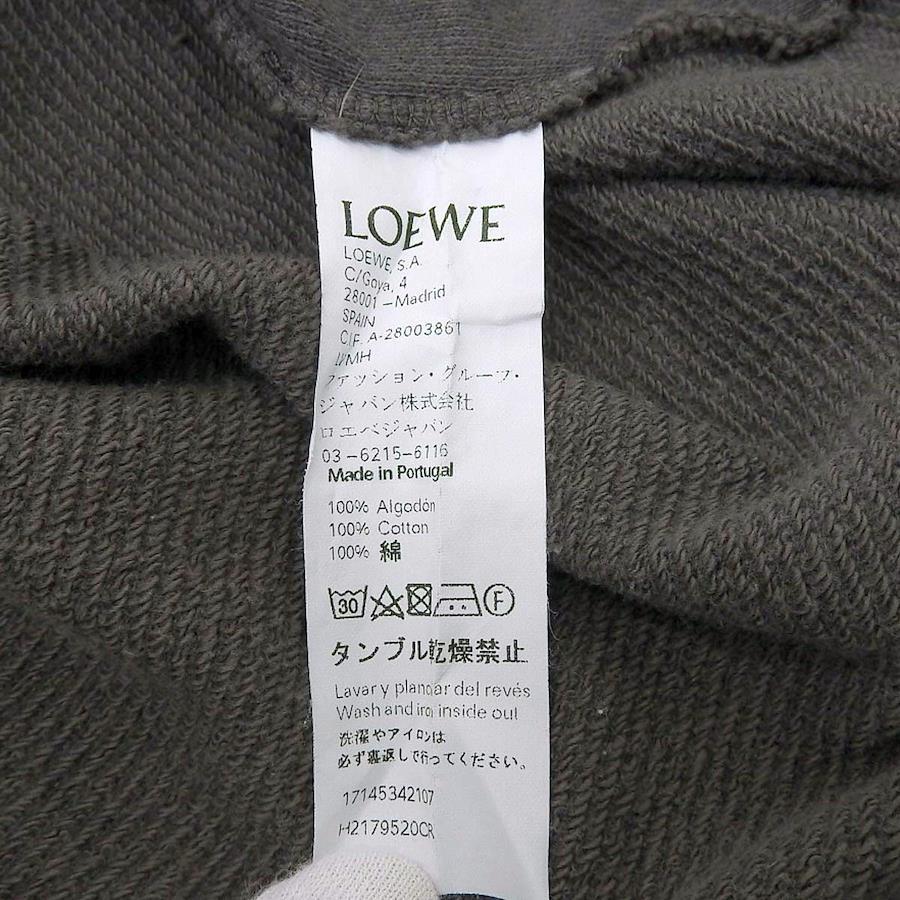 LOEWE
LOEWE, S.A.
C/Goya, 4
28001 - Madrid
SPAIN
C/F. A-28003861
LVMH
ファッション・グループ・
ジャパン株式会社
ロエベジャパン
03-6215-6116
Made in Portugal
100% Algodón
100% Cotton
100% 綿
30 F
タンブル乾燥禁止
Lavar y planchar del revés
Wash and iron inside out
洗濯やアイロンは
必ず裏返しで行ってください。
17145342107
H2179520CR